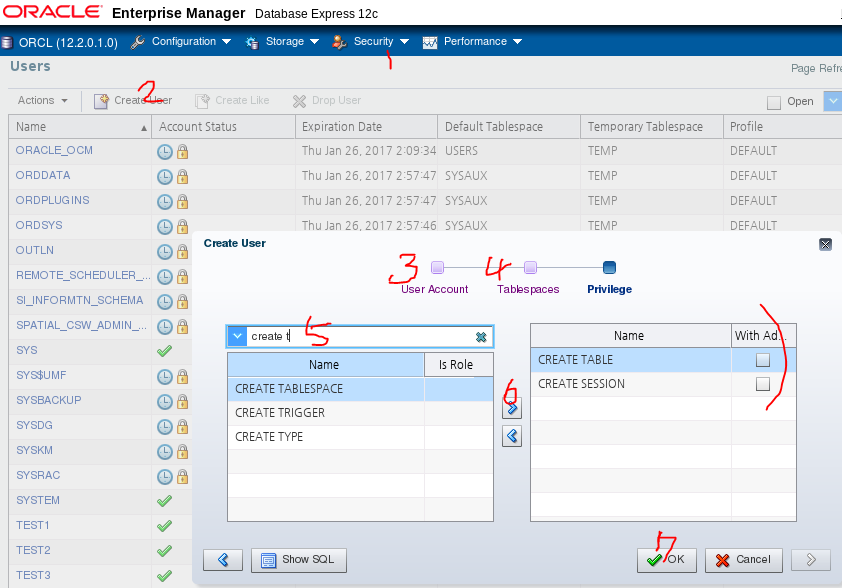 ORACLE Enterprise Manager Database Express 12c
ORCL (12.2.0.1.0) Configuration Storage Security Performance
1
Users
Page Refre
2
Actions Create User Create Like Drop User Open
Name Account Status Expiration Date Default Tablespace Temporary Tablespace Profile
ORACLE_OCM Thu Jan 26, 2017 2:09:34 USERS TEMP DEFAULT
ORDDATA Thu Jan 26, 2017 2:57:47 SYSAUX TEMP DEFAULT
ORDPLUGINS Thu Jan 26, 2017 2:57:47 SYSAUX TEMP DEFAULT
ORDSYS Thu Jan 26, 2017 2:57:46 SYSAUX TEMP DEFAULT
OUTLN
REMOTE_SCHEDULER_...
SI_INFORMTN_SCHEMA
SPATIAL_CSW_ADMIN_...
SYS
SYS$UMF
SYSBACKUP
SYSDG
SYSKM
SYSRAC
SYSTEM
TEST1
TEST2
TEST3
Create User
3 4
User Account Tablespaces Privilege
create t 5
Name Is Role
CREATE TABLESPACE
CREATE TRIGGER
CREATE TYPE
6
Name With Ad...
CREATE TABLE
CREATE SESSION
7
Show SQL OK Cancel